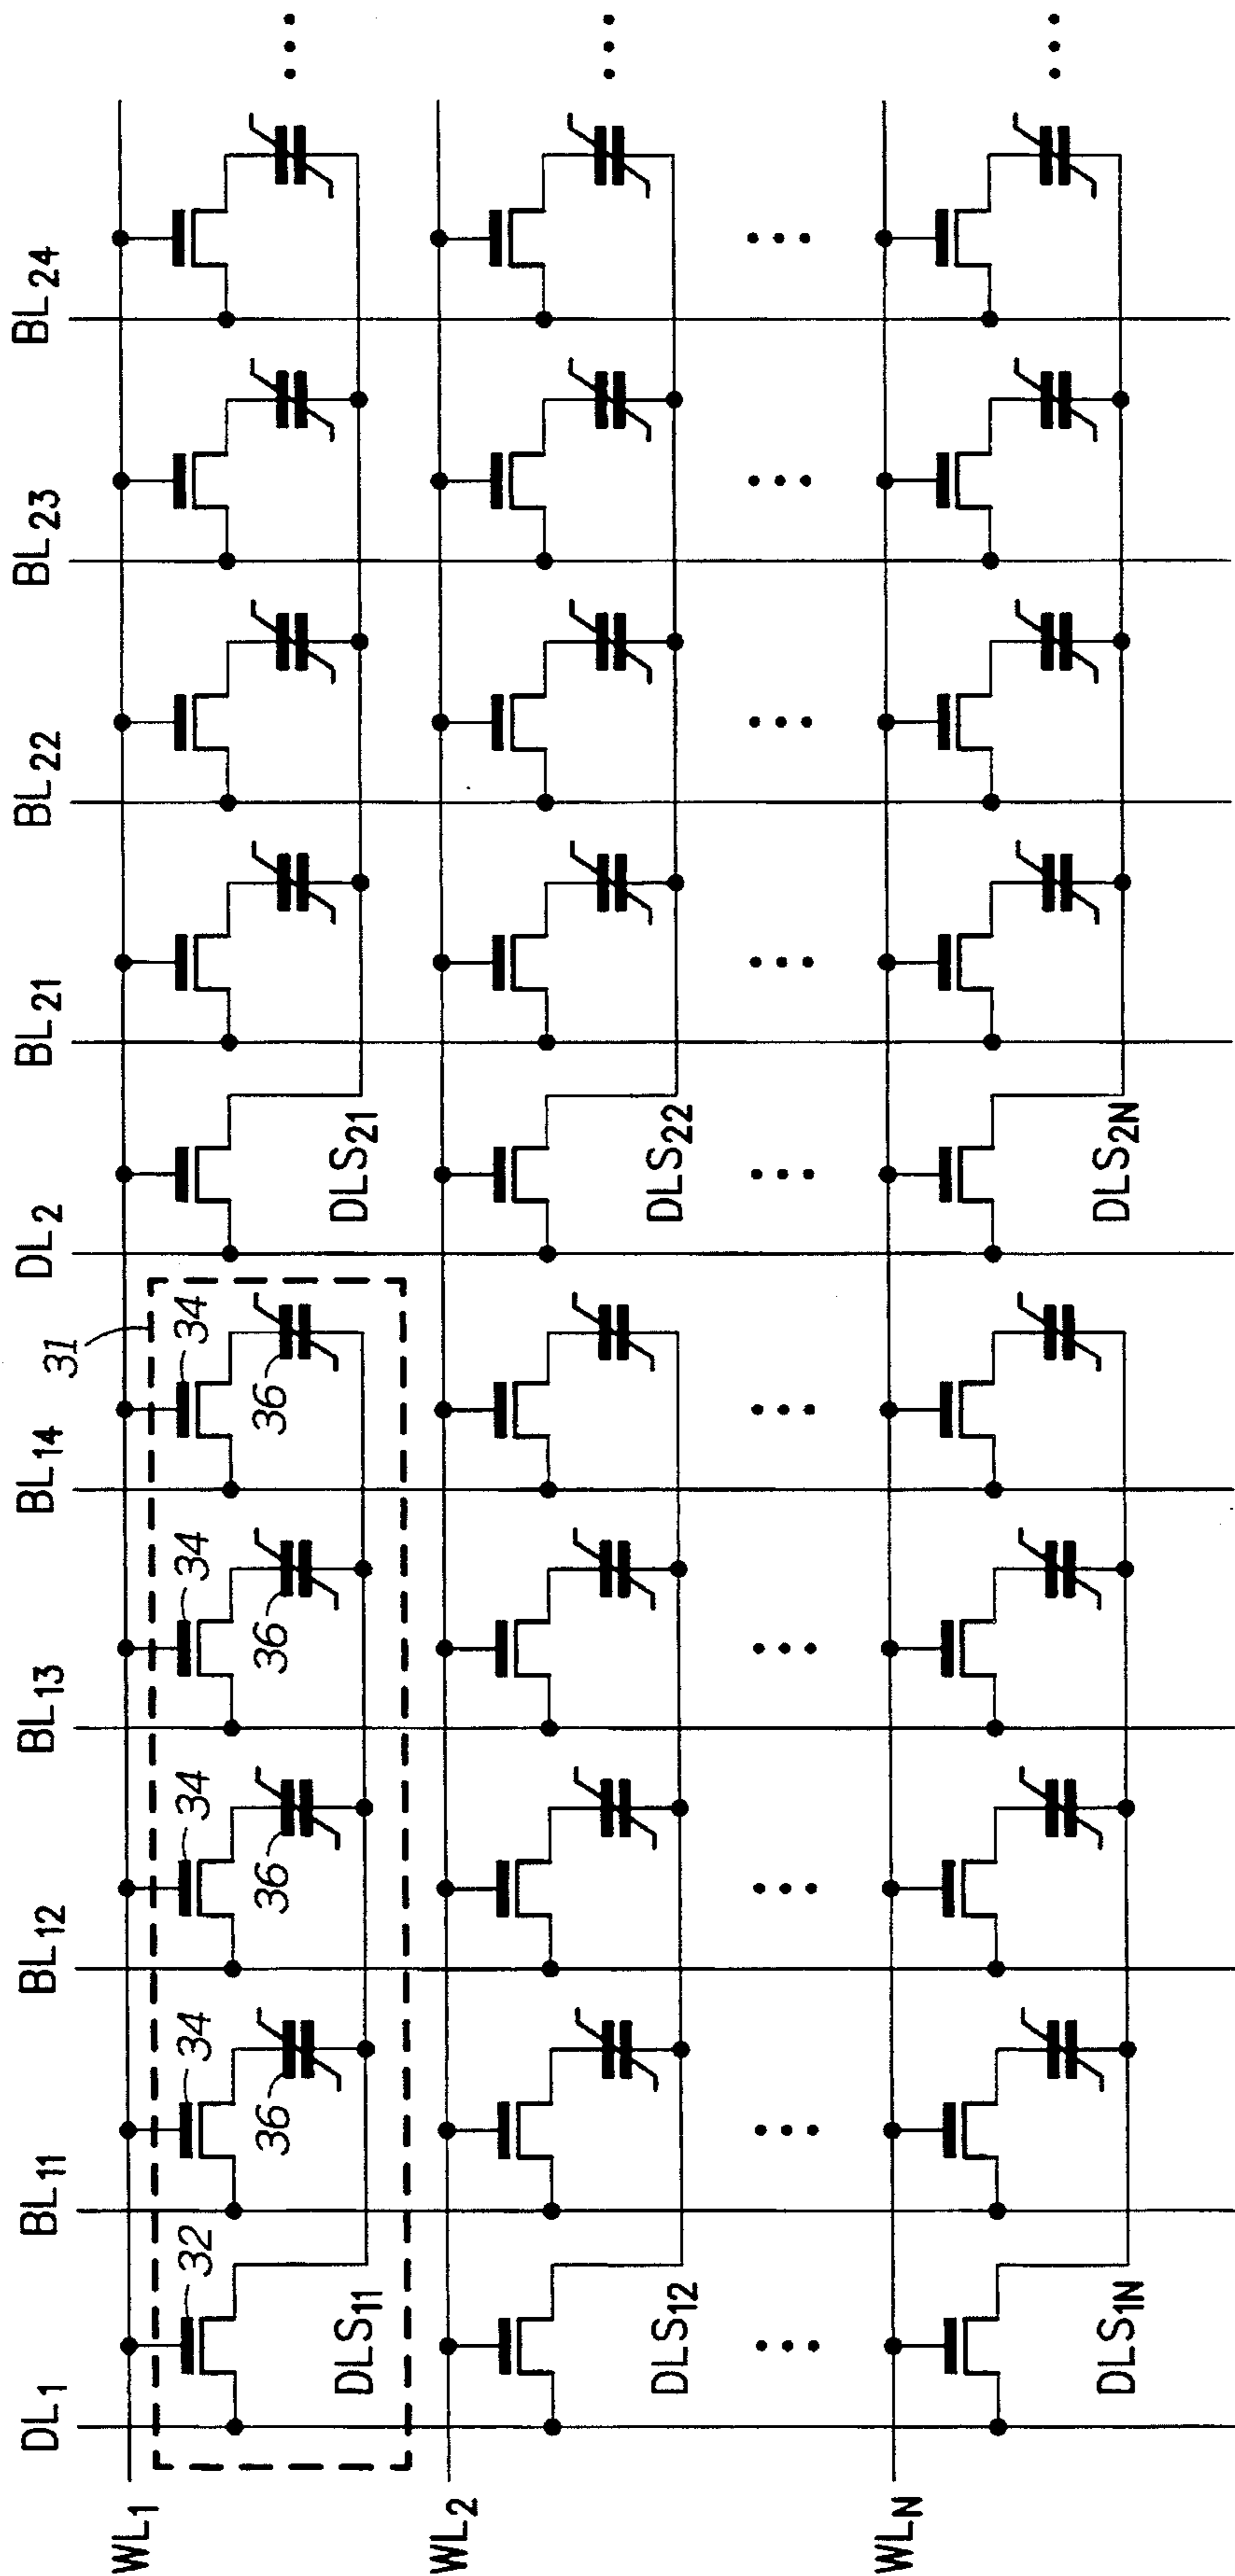 DL1 BL11 BL12 BL13 BL14 DL2 BL21 BL22 BL23 BL24
31
WL1
32 34 34 34 34
36 36 36 36
DLS11 DLS21
WL2
DLS12 DLS22
WLN
DLS1N DLS2N